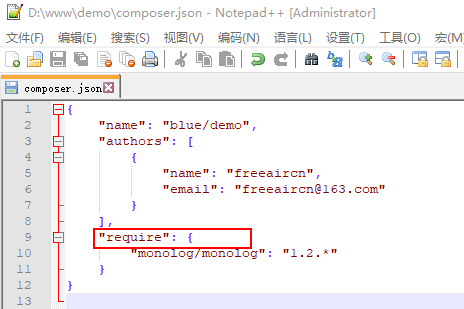 D:\www\demo\composer.json - Notepad++ [Administrator]
文件(F) 编辑(E) 搜索(S) 视图(V) 编码(N) 语言(L) 设置(T) 工具(O) 宏(M)
composer.json
1 {
2 "name": "blue/demo",
3 "authors": [
4 {
5 "name": "freeaircn",
6 "email": "freeaircn@163.com"
7 }
8 ],
9 "require": {
10 "monolog/monolog": "1.2.*"
11 }
12 }
13